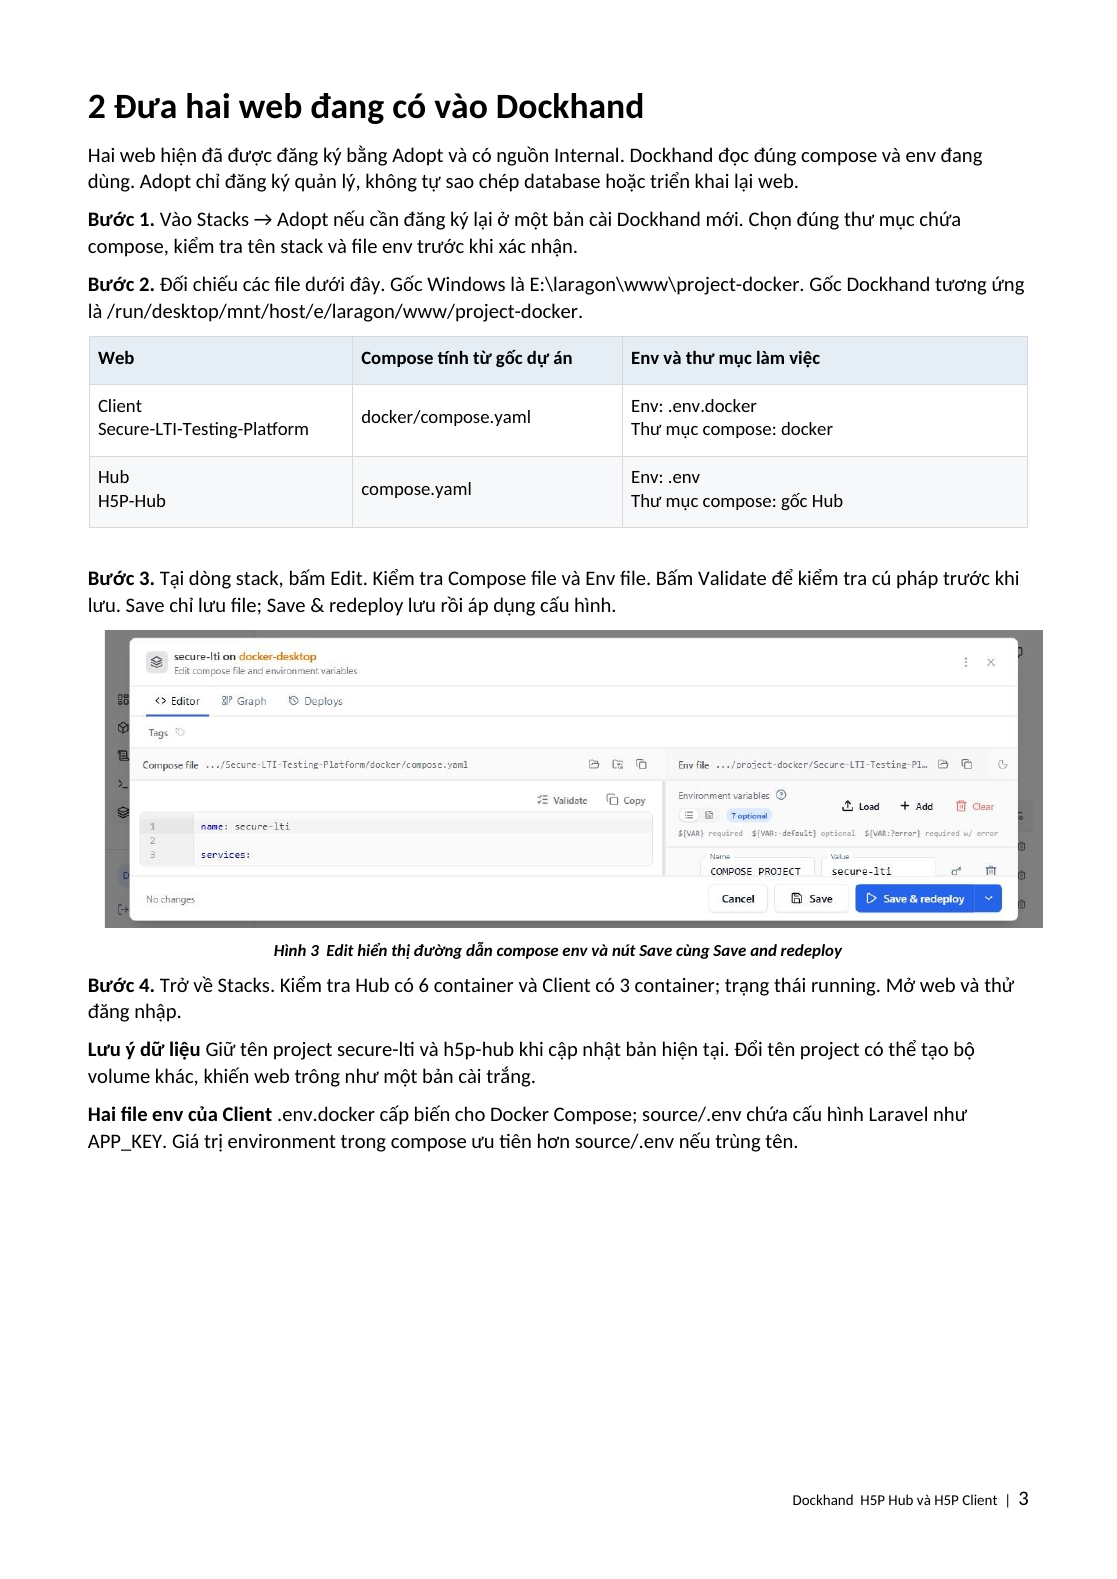 2 Đưa hai web đang có vào Dockhand
Hai web hiện đã được đăng ký bằng Adopt và có nguồn Internal. Dockhand đọc đúng compose và env đang
dùng. Adopt chỉ đăng ký quản lý, không tự sao chép database hoặc triển khai lại web.
Bước 1. Vào Stacks → Adopt nếu cần đăng ký lại ở một bản cài Dockhand mới. Chọn đúng thư mục chứa
compose, kiểm tra tên stack và file env trước khi xác nhận.
Bước 2. Đối chiếu các file dưới đây. Gốc Windows là E:\laragon\www\project-docker. Gốc Dockhand tương ứng
là /run/desktop/mnt/host/e/laragon/www/project-docker.
Web
Compose tính từ gốc dự án
Env và thư mục làm việc
Client
Secure-LTI-Testing-Platform
docker/compose.yaml
Env: .env.docker
Thư mục compose: docker
Hub
H5P-Hub
compose.yaml
Env: .env
Thư mục compose: gốc Hub
Bước 3. Tại dòng stack, bấm Edit. Kiểm tra Compose file và Env file. Bấm Validate để kiểm tra cú pháp trước khi
lưu. Save chỉ lưu file; Save & redeploy lưu rồi áp dụng cấu hình.
secure-lti on docker-desktop
Edit compose file and environment variables
Editor Graph Deploys
Tags
Compose file .../Secure-LTI-Testing-Platform/docker/compose.yaml
Env file .../project-docker/Secure-LTI-Testing-Pl…
Validate Copy
Environment variables
7 optional
Load Add Clear
${VAR} required ${VAR:-default} optional ${VAR:?error} required w/ error
1 name: secure-lti
2
3 services:
Name Value
COMPOSE_PROJECT secure-lti
No changes
Cancel Save Save & redeploy
Hình 3 Edit hiển thị đường dẫn compose env và nút Save cùng Save and redeploy
Bước 4. Trở về Stacks. Kiểm tra Hub có 6 container và Client có 3 container; trạng thái running. Mở web và thử
đăng nhập.
Lưu ý dữ liệu Giữ tên project secure-lti và h5p-hub khi cập nhật bản hiện tại. Đổi tên project có thể tạo bộ
volume khác, khiến web trông như một bản cài trắng.
Hai file env của Client .env.docker cấp biến cho Docker Compose; source/.env chứa cấu hình Laravel như
APP_KEY. Giá trị environment trong compose ưu tiên hơn source/.env nếu trùng tên.
Dockhand H5P Hub và H5P Client | 3